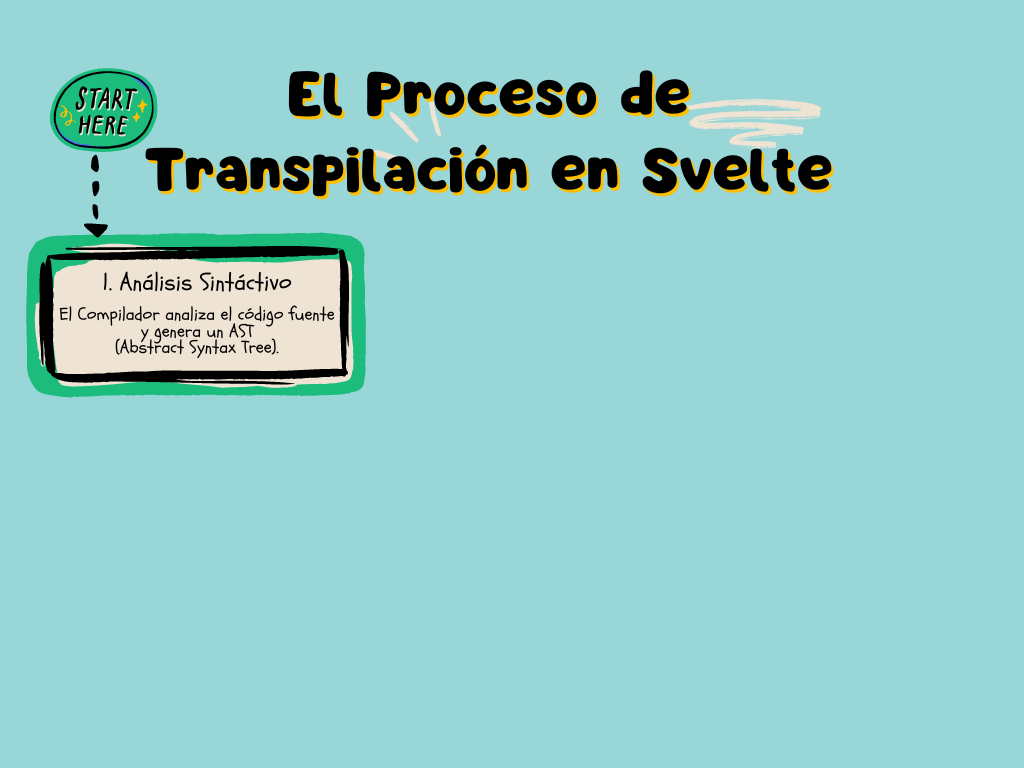 START
HERE
El Proceso de
Transpilación en Svelte
1. Análisis Sintáctivo
El Compilador analiza el código fuente
y genera un AST
(Abstract Syntax Tree).